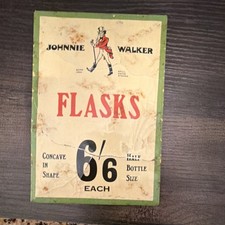 JOHNNIE WALKER
FLASKS
CONCAVE
IN
SHAPE
6/6
EACH
HALF
BOTTLE
SIZE